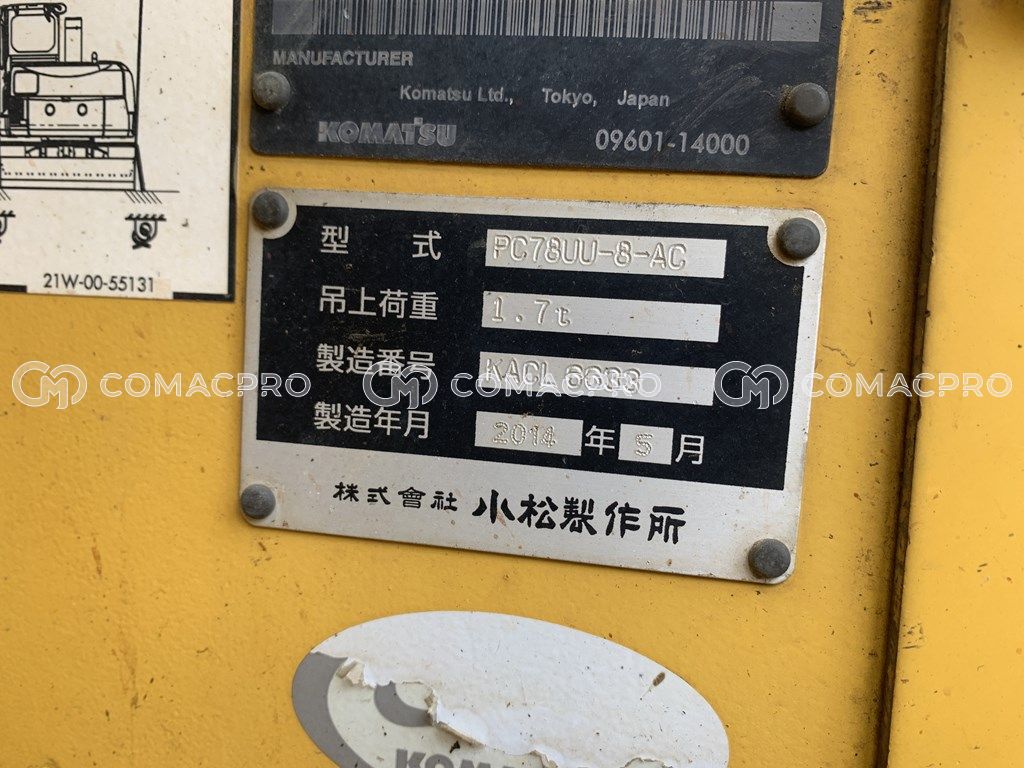 MANUFACTURER
Komatsu Ltd., Tokyo, Japan
KOMATSU 09601-14000
21W-00-55131
型 式 PC78UU-8-AC
吊上荷重 1.7t
製造番号 KACL 6633
製造年月 2014 年 5 月
株式會社 小松製作所
COMACPRO COMACPRO COMACPRO